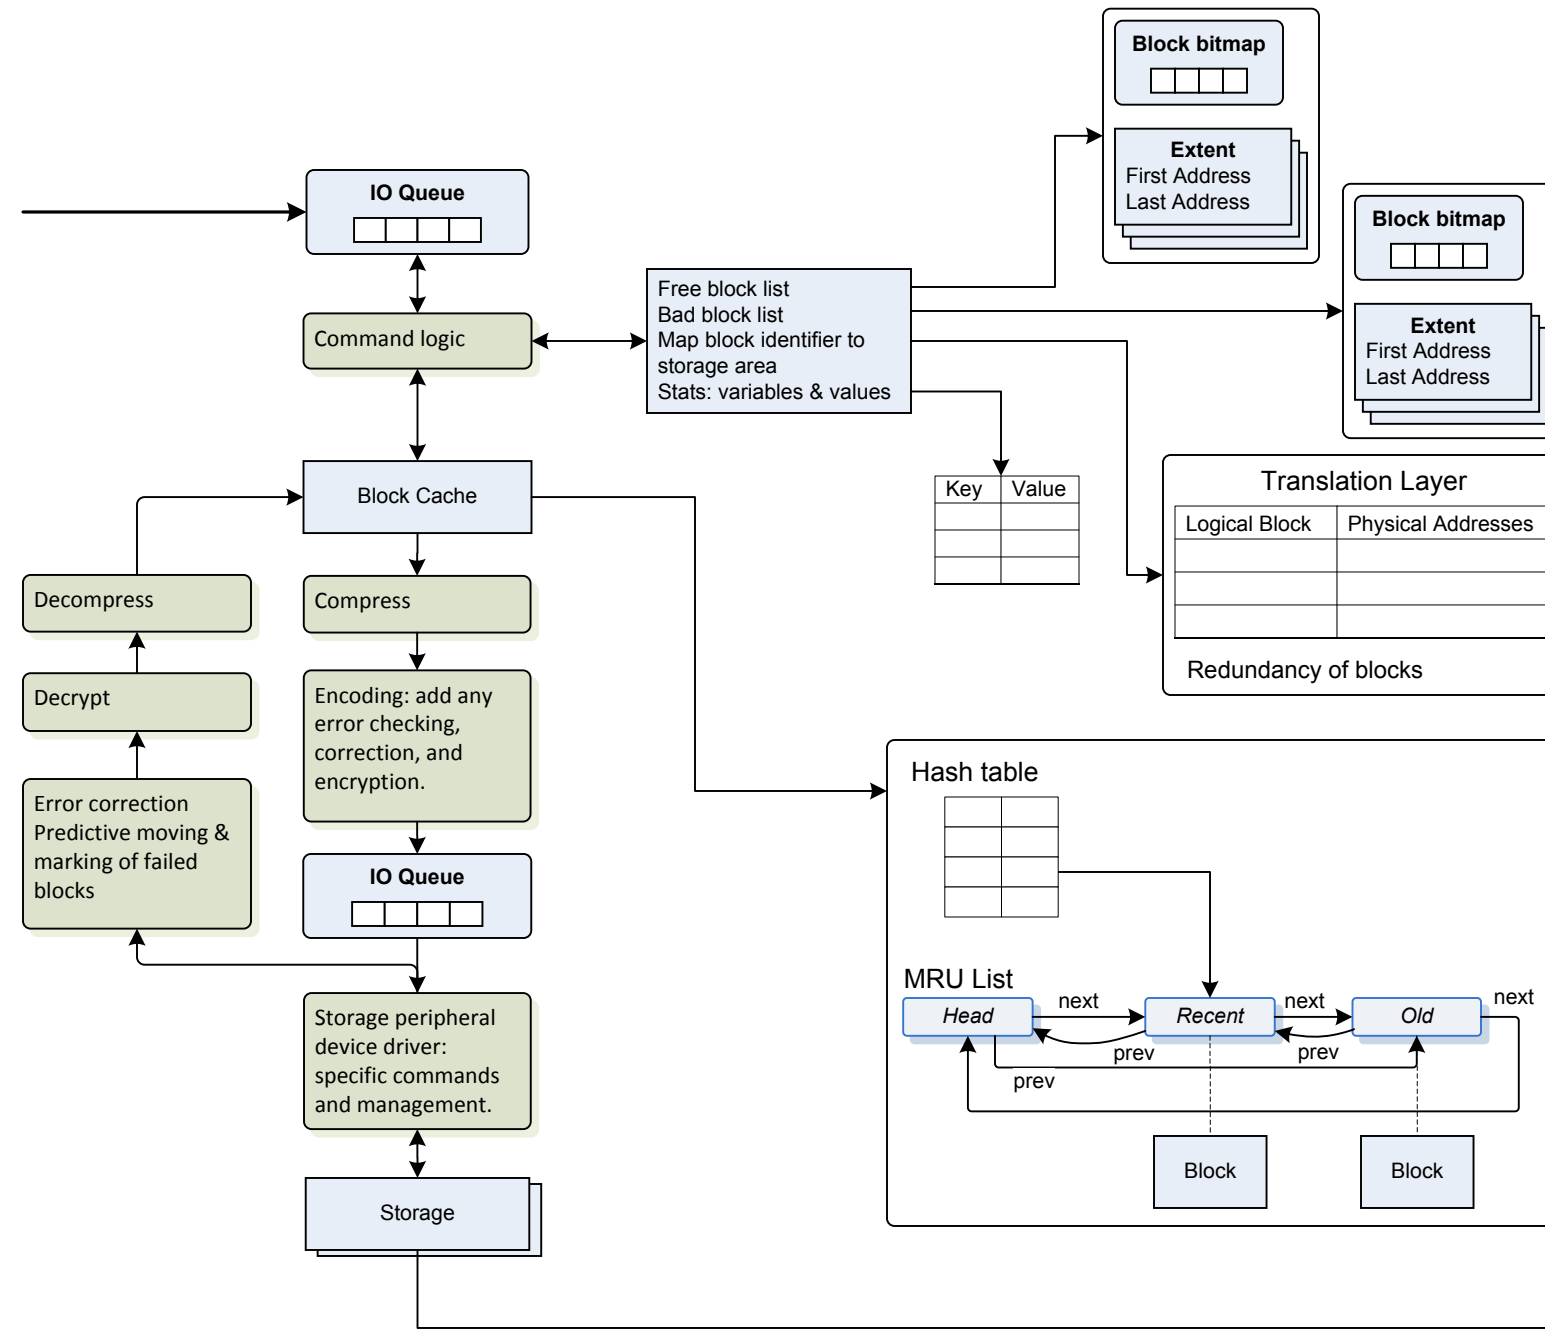 Block bitmap
Extent
First Address
Last Address
IO Queue
Block bitmap
Extent
First Address
Last Address
Free block list
Bad block list
Map block identifier to
storage area
Stats: variables & values
Command logic
Key Value
Translation Layer
Logical Block Physical Addresses
Redundancy of blocks
Block Cache
Decompress
Compress
Decrypt
Encoding: add any
error checking,
correction, and
encryption.
Error correction
Predictive moving &
marking of failed
blocks
IO Queue
Storage peripheral
device driver:
specific commands
and management.
Storage
Hash table
MRU List
Head
next
Recent
next
Old
next
prev
prev
prev
Block
Block